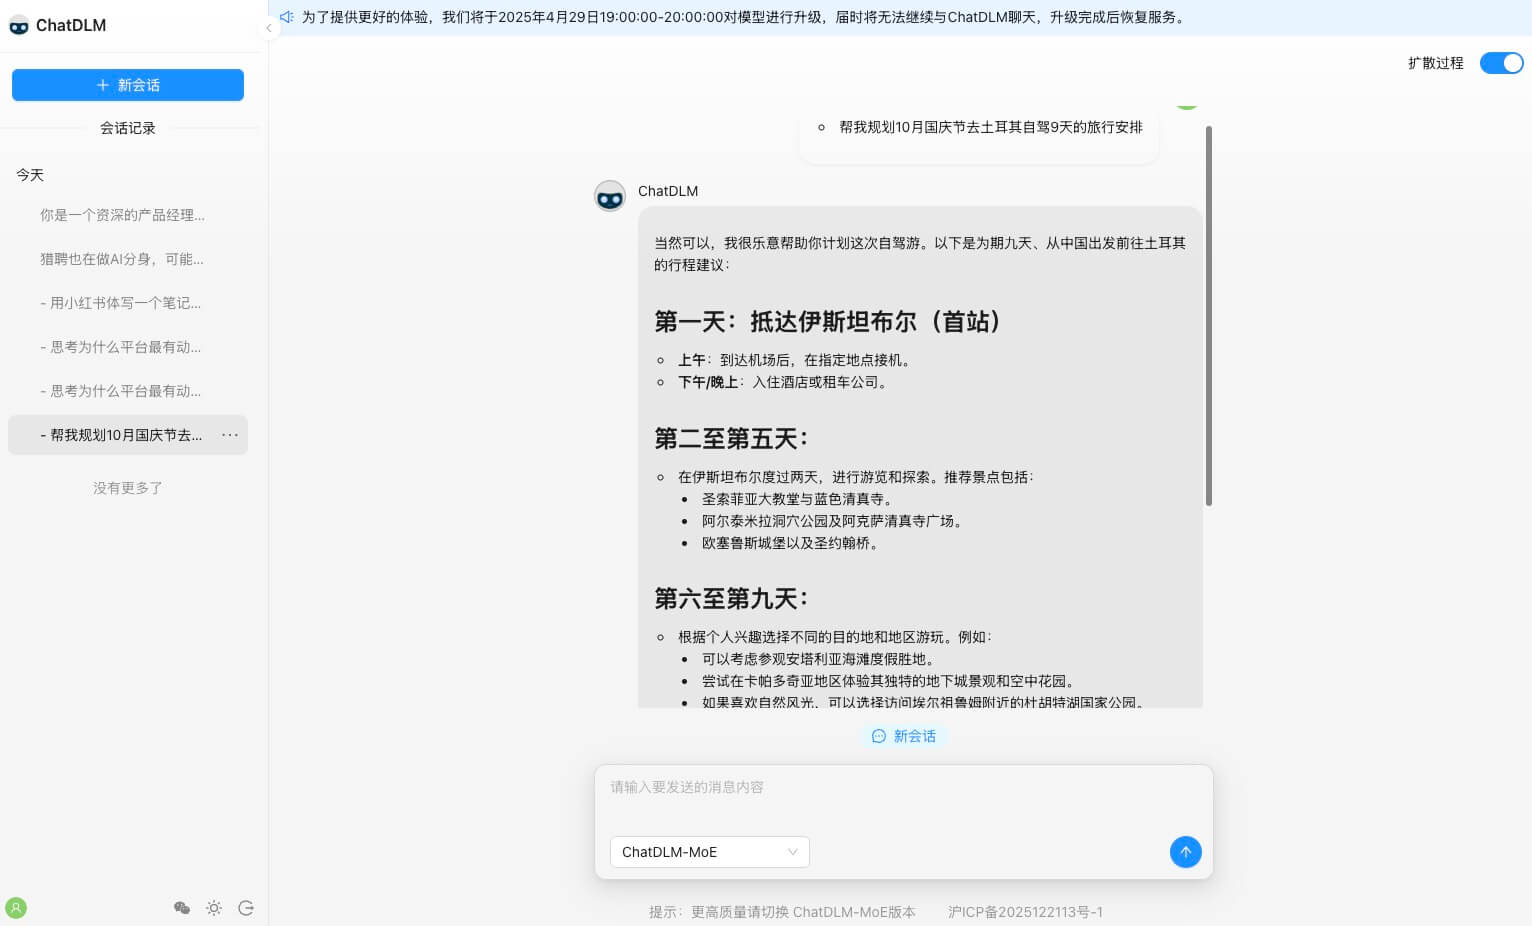 ChatDLM
为了提供更好的体验，我们将于2025年4月29日19:00:00-20:00:00对模型进行升级，届时将无法继续与ChatDLM聊天，升级完成后恢复服务。
扩散过程
新会话
会话记录
今天
你是一个资深的产品经理...
猎聘也在做AI分身，可能...
- 用小红书体写一个笔记...
- 思考为什么平台最有动...
- 思考为什么平台最有动...
- 帮我规划10月国庆节去...
没有更多了
帮我规划10月国庆节去土耳其自驾9天的旅行安排
ChatDLM
当然可以，我很乐意帮助你计划这次自驾游。以下是为期九天、从中国出发前往土耳其
的行程建议：
第一天：抵达伊斯坦布尔（首站）
上午：到达机场后，在指定地点接机。
下午/晚上：入住酒店或租车公司。
第二至第五天：
在伊斯坦布尔度过两天，进行游览和探索。推荐景点包括：
圣索菲亚大教堂与蓝色清真寺。
阿尔泰米拉洞穴公园及阿克萨清真寺广场。
欧塞鲁斯城堡以及圣约翰桥。
第六至第九天：
根据个人兴趣选择不同的目的地和地区游玩。例如：
可以考虑参观安塔利亚海滩度假胜地。
尝试在卡帕多奇亚地区体验其独特的地下城景观和空中花园。
如果喜欢自然风光，可以选择访问埃尔祖鲁姆附近的杜胡特湖国家公园。
新会话
请输入要发送的消息内容
ChatDLM-MoE
提示：更高质量请切换 ChatDLM-MoE版本
沪ICP备2025122113号-1